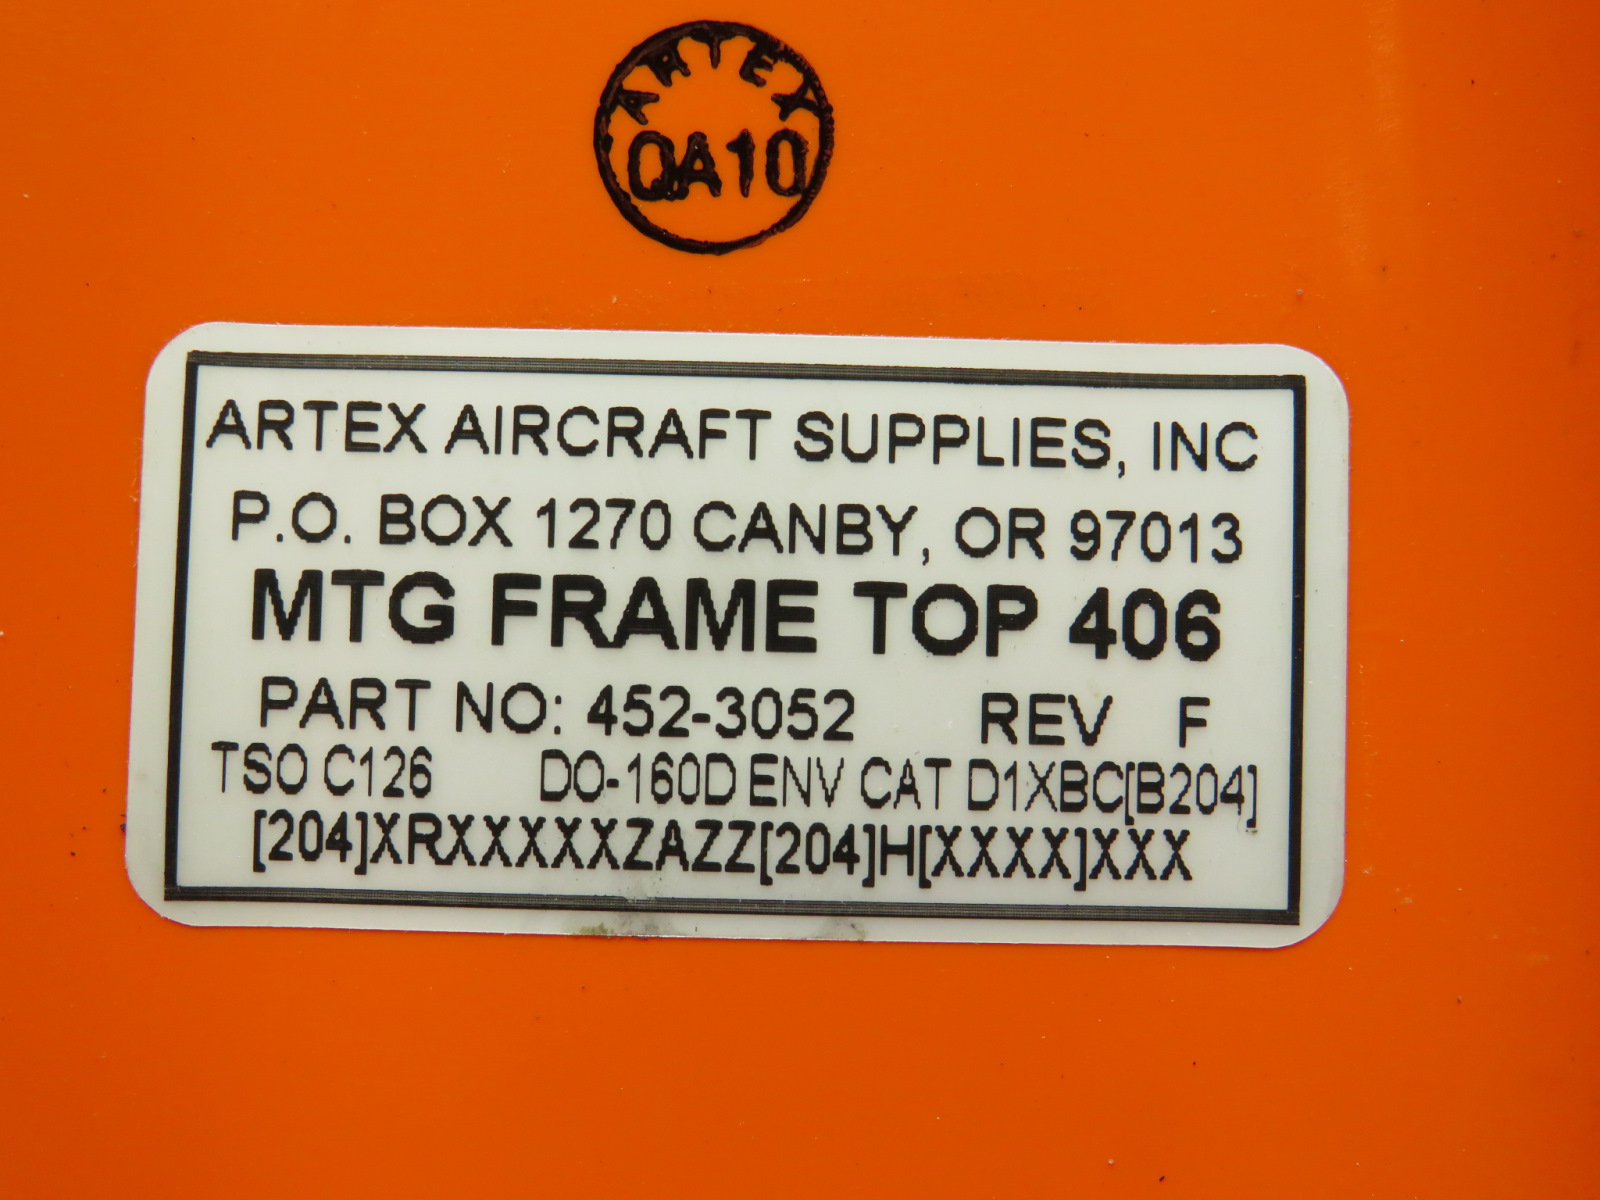 ARTEX
QA10
ARTEX AIRCRAFT SUPPLIES, INC
P.O. BOX 1270 CANBY, OR 97013
MTG FRAME TOP 406
PART NO: 452-3052 REV F
TSO C126 DO-160D ENV CAT D1XBC[B204]
[204]XRXXXXXZAZZ[204]H[XXXX]XXX